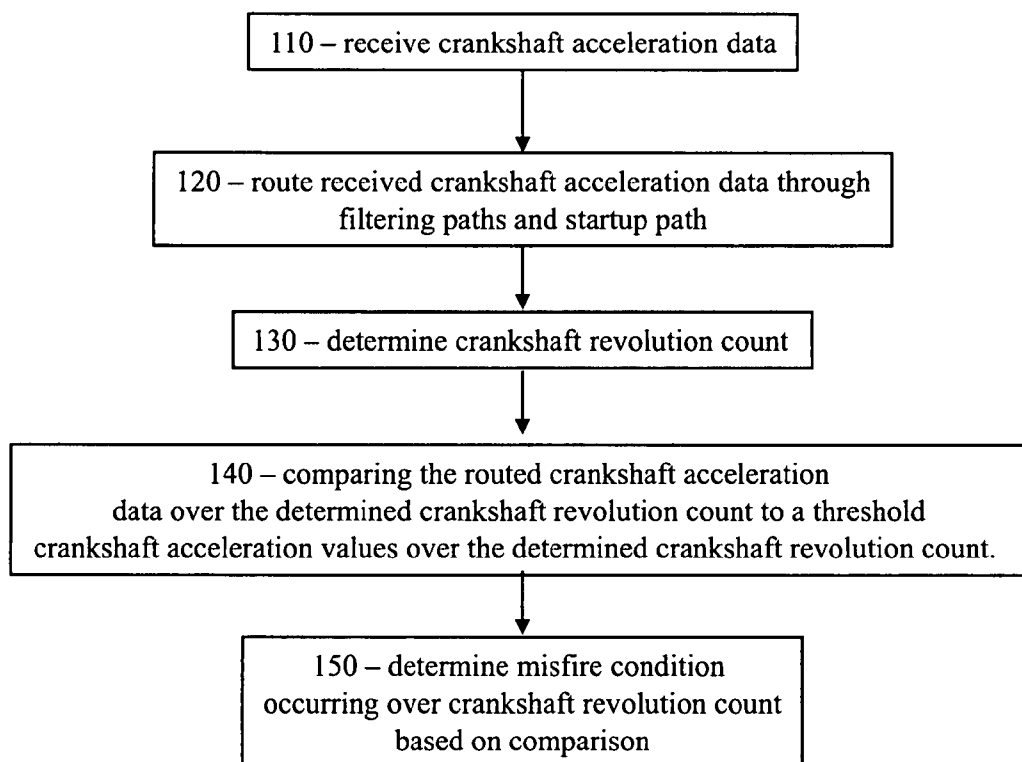 110 – receive crankshaft acceleration data
120 – route received crankshaft acceleration data through
filtering paths and startup path
130 – determine crankshaft revolution count
140 – comparing the routed crankshaft acceleration
data over the determined crankshaft revolution count to a threshold
crankshaft acceleration values over the determined crankshaft revolution count.
150 – determine misfire condition
occurring over crankshaft revolution count
based on comparison